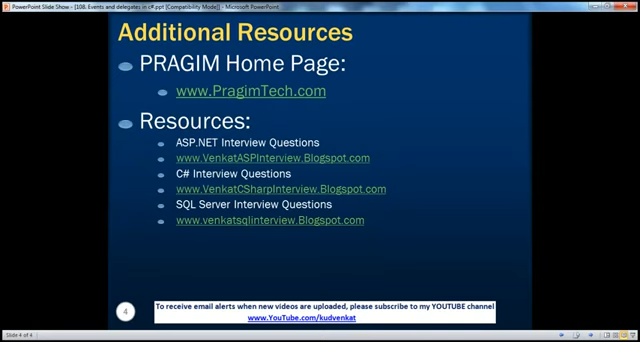 PowerPoint Slide Show - [108. Events and delegates in c#.ppt [Compatibility Mode]] - Microsoft PowerPoint
Additional Resources
PRAGIM Home Page:
www.PragimTech.com
Resources:
ASP.NET Interview Questions
www.VenkatASPInterview.Blogspot.com
C# Interview Questions
www.VenkatCSharpInterview.Blogspot.com
SQL Server Interview Questions
www.venkatsqlinterview.Blogspot.com
4
To receive email alerts when new videos are uploaded, please subscribe to my YOUTUBE channel
www.YouTube.com/kudvenkat
Slide 4 of 4